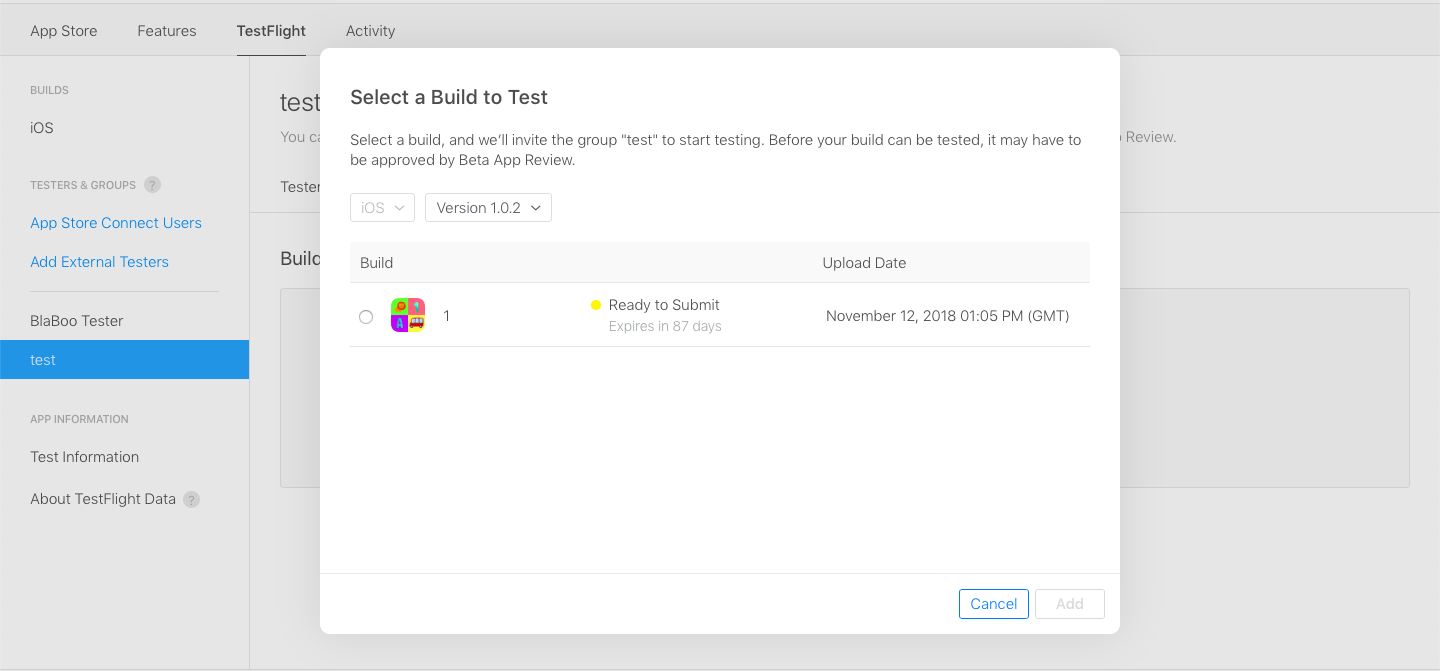 App Store Features TestFlight Activity
BUILDS
iOS
TESTERS & GROUPS ?
App Store Connect Users
Add External Testers
BlaBoo Tester
test
APP INFORMATION
Test Information
About TestFlight Data ?
test
You ca
Review.
Tester
Build
Select a Build to Test
Select a build, and we’ll invite the group "test" to start testing. Before your build can be tested, it may have to
be approved by Beta App Review.
iOS Version 1.0.2
Build Upload Date
1 Ready to Submit November 12, 2018 01:05 PM (GMT)
Expires in 87 days
Cancel Add